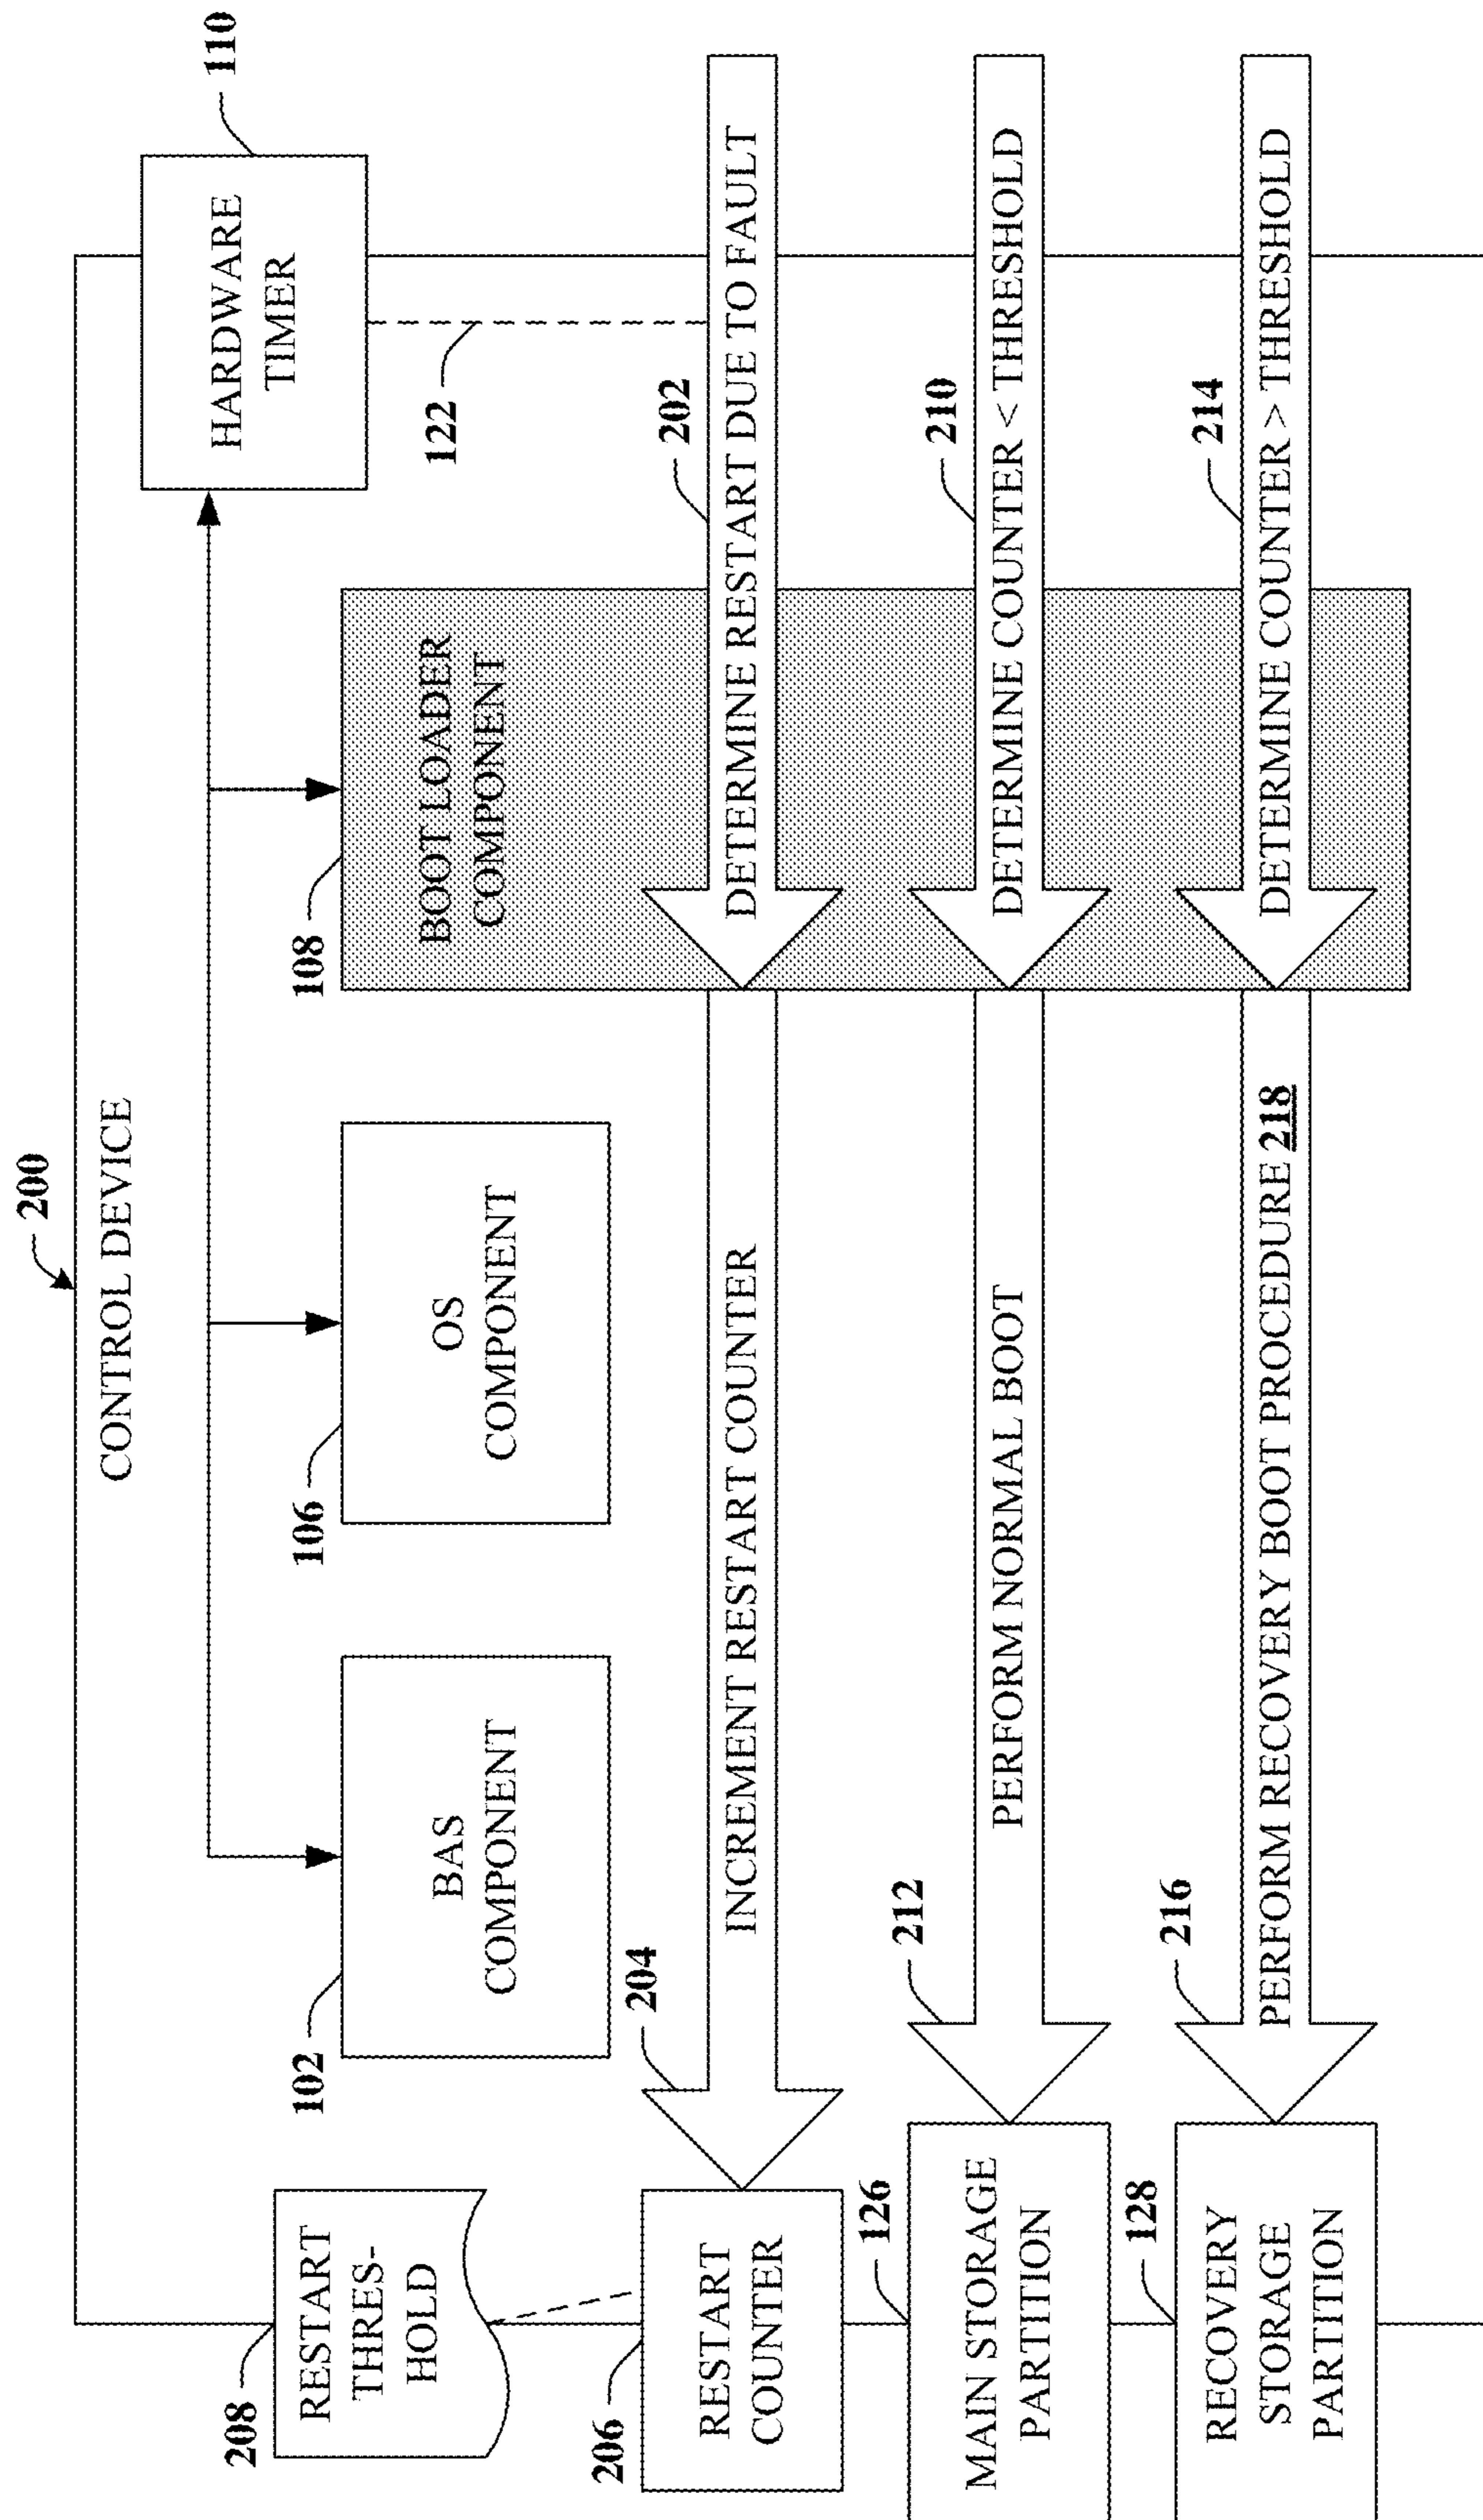 200
CONTROL DEVICE
110
HARDWARE
TIMER
208
RESTART
THRES-
HOLD
102
BAS
COMPONENT
106
OS
COMPONENT
108
BOOT LOADER
COMPONENT
122
206
RESTART
COUNTER
204
INCREMENT RESTART COUNTER
202
DETERMINE RESTART DUE TO FAULT
126
MAIN STORAGE
PARTITION
212
PERFORM NORMAL BOOT
210
DETERMINE COUNTER < THRESHOLD
128
RECOVERY
STORAGE
PARTITION
216
PERFORM RECOVERY BOOT PROCEDURE 218
214
DETERMINE COUNTER > THRESHOLD